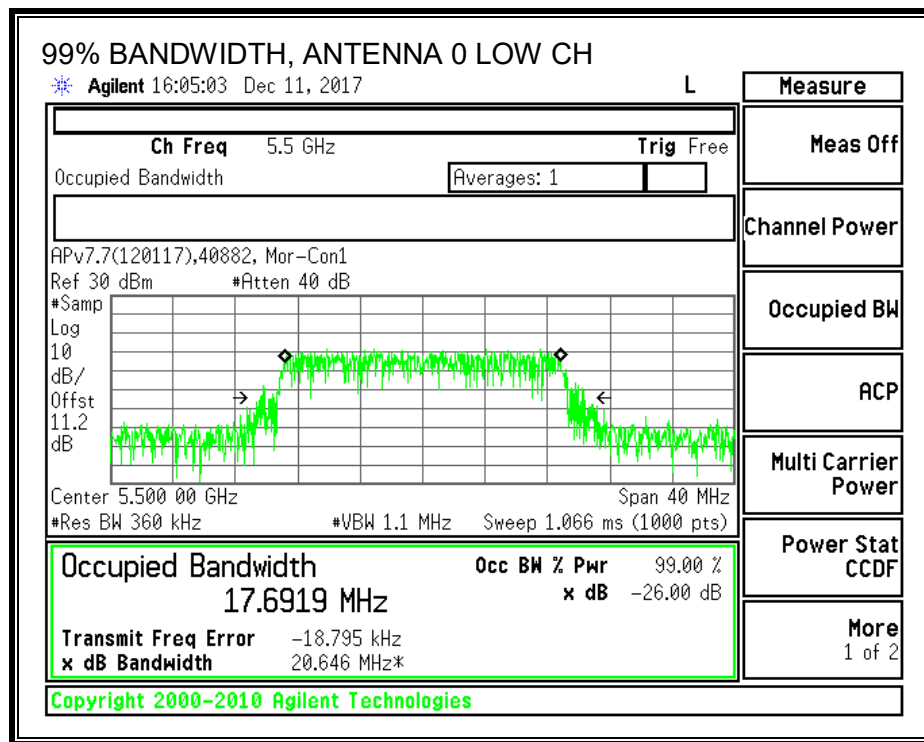 99% BANDWIDTH, ANTENNA 0 LOW CH
Agilent 16:05:03 Dec 11, 2017 L
Measure
Ch Freq 5.5 GHz Trig Free
Meas Off
Occupied Bandwidth Averages: 1
Channel Power
APv7.7(120117),40882, Mor-Con1
Ref 30 dBm #Atten 40 dB
#Samp
Log
10
dB/
Offst
11.2
dB
Occupied BW
ACP
Multi Carrier
Power
Center 5.500 00 GHz Span 40 MHz
#Res BW 360 kHz #VBW 1.1 MHz Sweep 1.066 ms (1000 pts)
Power Stat
CCDF
Occupied Bandwidth Occ BW % Pwr 99.00 %
17.6919 MHz x dB -26.00 dB
Transmit Freq Error -18.795 kHz
x dB Bandwidth 20.646 MHz*
More
1 of 2
Copyright 2000-2010 Agilent Technologies